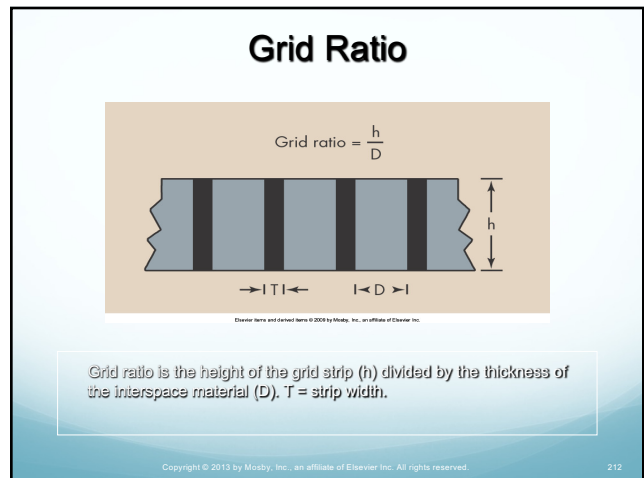 Grid Ratio
Grid ratio = h/D
h
T
D
Elsevier items and derived items © 2009 by Mosby, Inc., an affiliate of Elsevier Inc.
Grid ratio is the height of the grid strip (h) divided by the thickness of
the interspace material (D). T = strip width.
Copyright © 2013 by Mosby, Inc., an affiliate of Elsevier Inc. All rights reserved.
212